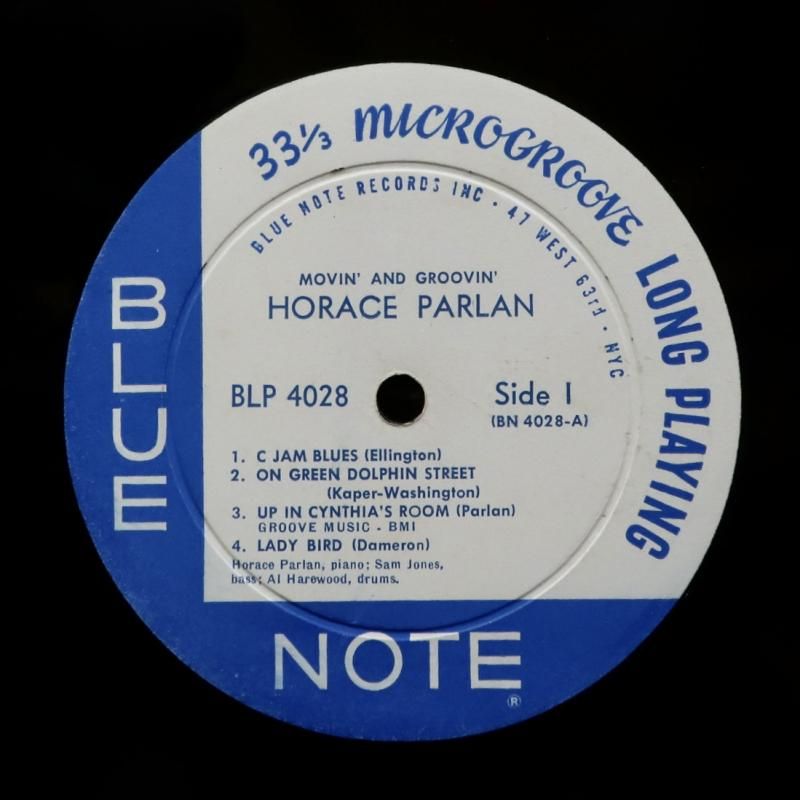 33⅓ MICROGROOVE LONG PLAYING
BLUE NOTE RECORDS INC · 47 WEST 63rd · NYC
MOVIN' AND GROOVIN'
HORACE PARLAN
BLP 4028
Side 1
(BN 4028-A)
1. C JAM BLUES (Ellington)
2. ON GREEN DOLPHIN STREET
(Kaper-Washington)
3. UP IN CYNTHIA'S ROOM (Parlan)
GROOVE MUSIC - BMI
4. LADY BIRD (Dameron)
Horace Parlan, piano; Sam Jones,
bass; Al Harewood, drums.
BLUE
NOTE
®